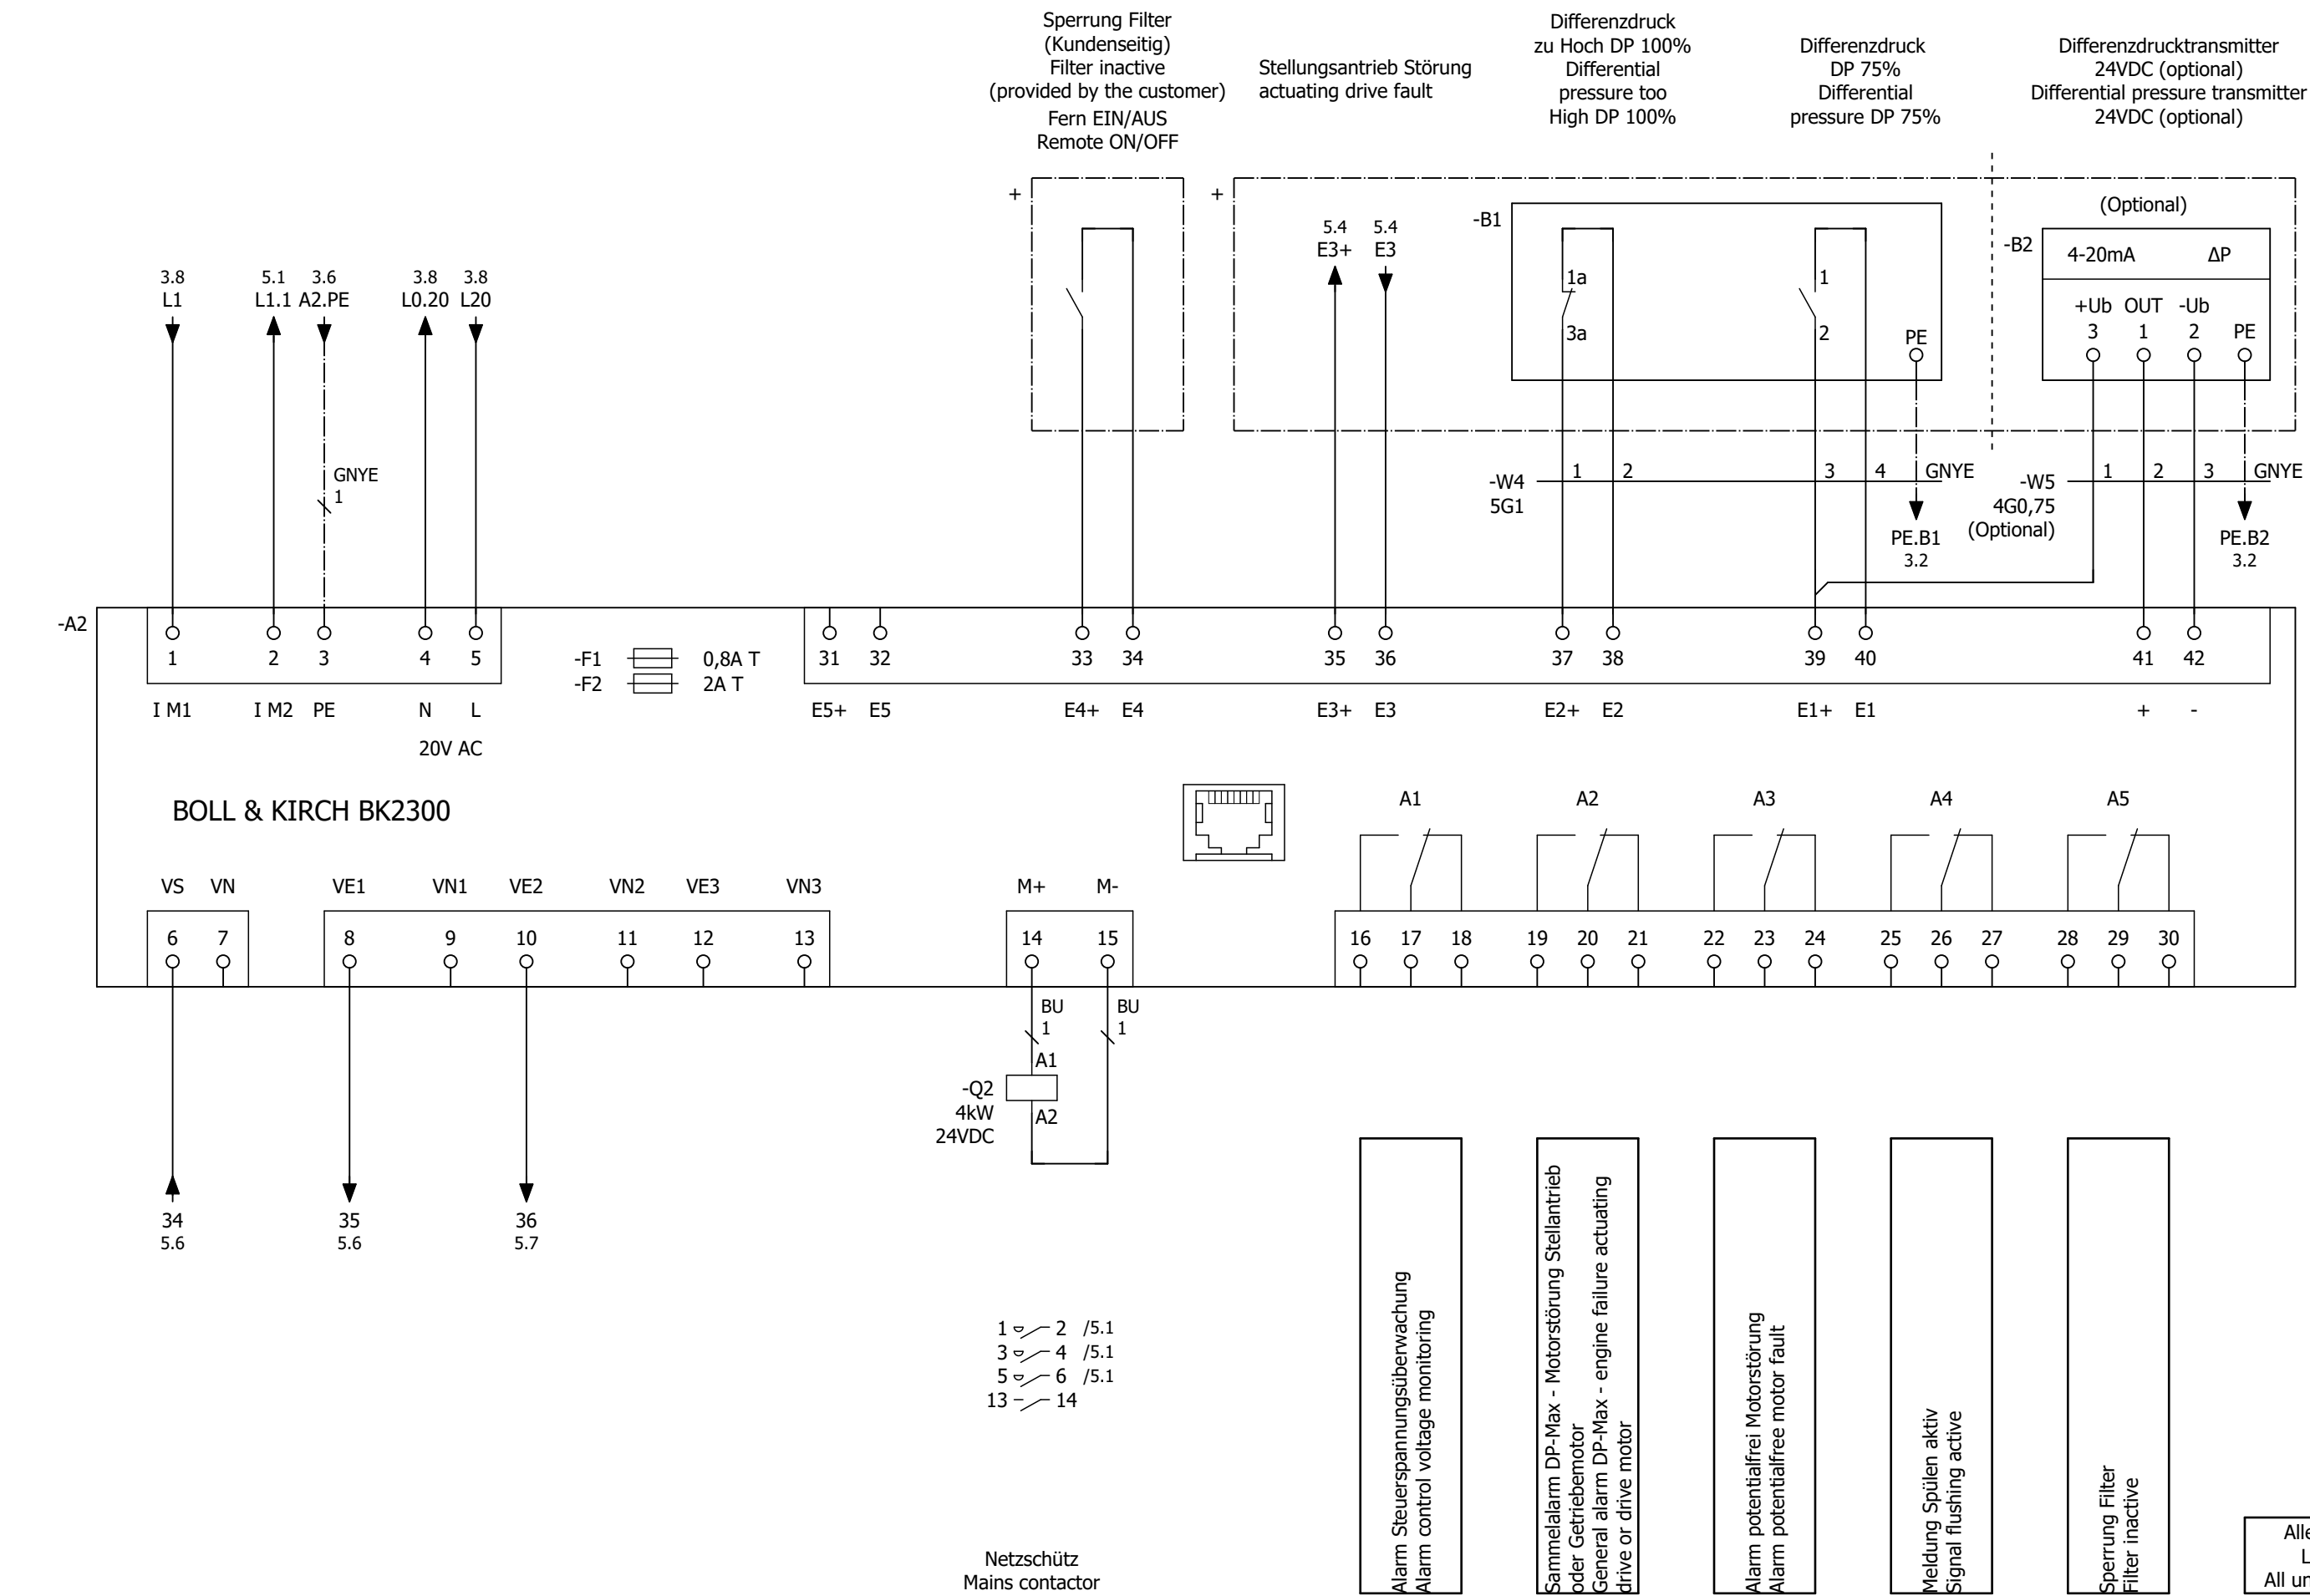 Sperrung Filter
(Kundenseitig)
Filter inactive
(provided by the customer)
Fern EIN/AUS
Remote ON/OFF
Stellungsantrieb Störung
actuating drive fault
Differenzdruck
zu Hoch DP 100%
Differential
pressure too
High DP 100%
Differenzdruck
DP 75%
Differential
pressure DP 75%
Differenzdrucktransmitter
24VDC (optional)
Differential pressure transmitter
24VDC (optional)
+ +
(Optional)
-B1
5.4 5.4
E3+ E3
-B2
4-20mA ΔP
1a 1
3a 2 PE
+Ub OUT -Ub
3 1 2 PE
3.8 5.1 3.6 3.8 3.8
L1 L1.1 A2.PE L0.20 L20
GNYE
1
-W4 1 2 3 4 GNYE
5G1
-W5 1 2 3 GNYE
4G0,75
(Optional)
PE.B1
3.2
PE.B2
3.2
-A2
1 2 3 4 5
-F1 0,8A T
-F2 2A T
31 32 33 34 35 36 37 38 39 40 41 42
I M1 I M2 PE N L
20V AC
E5+ E5 E4+ E4 E3+ E3 E2+ E2 E1+ E1 + -
BOLL & KIRCH BK2300
A1 A2 A3 A4 A5
VS VN VE1 VN1 VE2 VN2 VE3 VN3 M+ M-
6 7 8 9 10 11 12 13 14 15
16 17 18 19 20 21 22 23 24 25 26 27 28 29 30
BU BU
1 1
A1
-Q2
4kW
24VDC
A2
34
5.6
35
5.6
36
5.7
1 2 /5.1
3 4 /5.1
5 6 /5.1
13 14
Netzschütz
Mains contactor
Alarm Steuerspannungsüberwachung
Alarm control voltage monitoring
Sammelalarm DP-Max - Motorstörung Stellantrieb
oder Getriebemotor
General alarm DP-Max - engine failure actuating
drive or drive motor
Alarm potentialfrei Motorstörung
Alarm potentialfree motor fault
Meldung Spülen aktiv
Signal flushing active
Sperrung Filter
Filter inactive
All